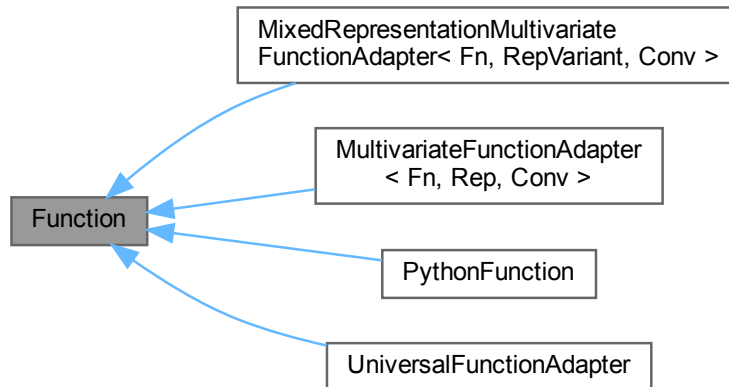 MixedRepresentationMultivariate
FunctionAdapter< Fn, RepVariant, Conv >
MultivariateFunctionAdapter
< Fn, Rep, Conv >
Function
PythonFunction
UniversalFunctionAdapter